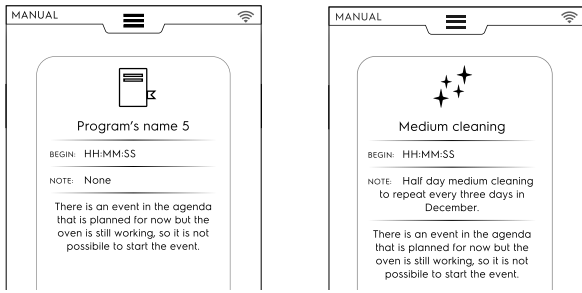 MANUAL
Program's name 5
BEGIN: HH:MM:SS
NOTE: None
There is an event in the agenda
that is planned for now but the
oven is still working, so it is not
possibile to start the event.
MANUAL
Medium cleaning
BEGIN: HH:MM:SS
NOTE: Half day medium cleaning
to repeat every three days in
December.
There is an event in the agenda
that is planned for now but the
oven is still working, so it is not
possibile to start the event.